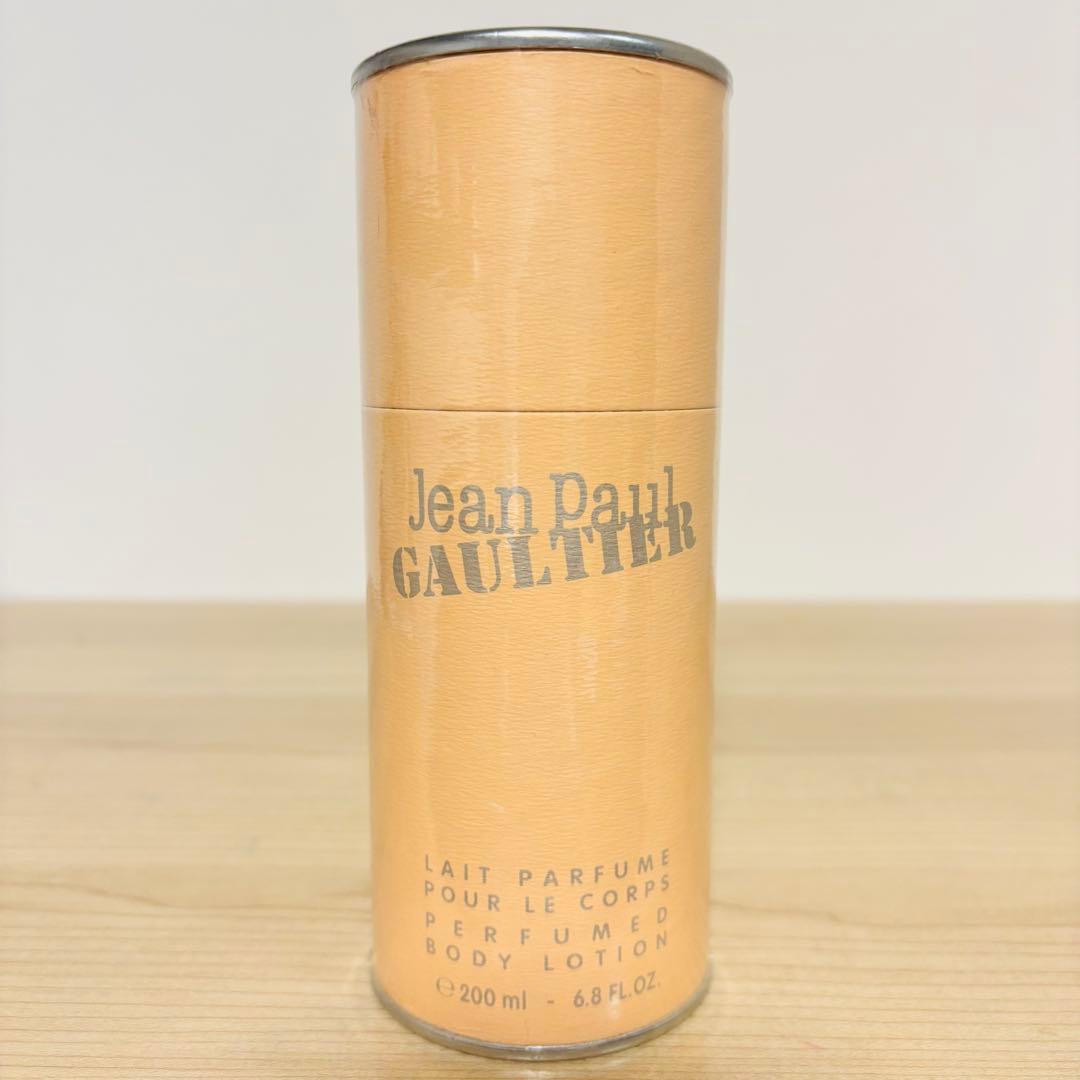 Jean Paul
GAULTIER
LAIT PARFUME
POUR LE CORPS
PERFUMED
BODY LOTION
℮200 ml - 6.8 FL.OZ.